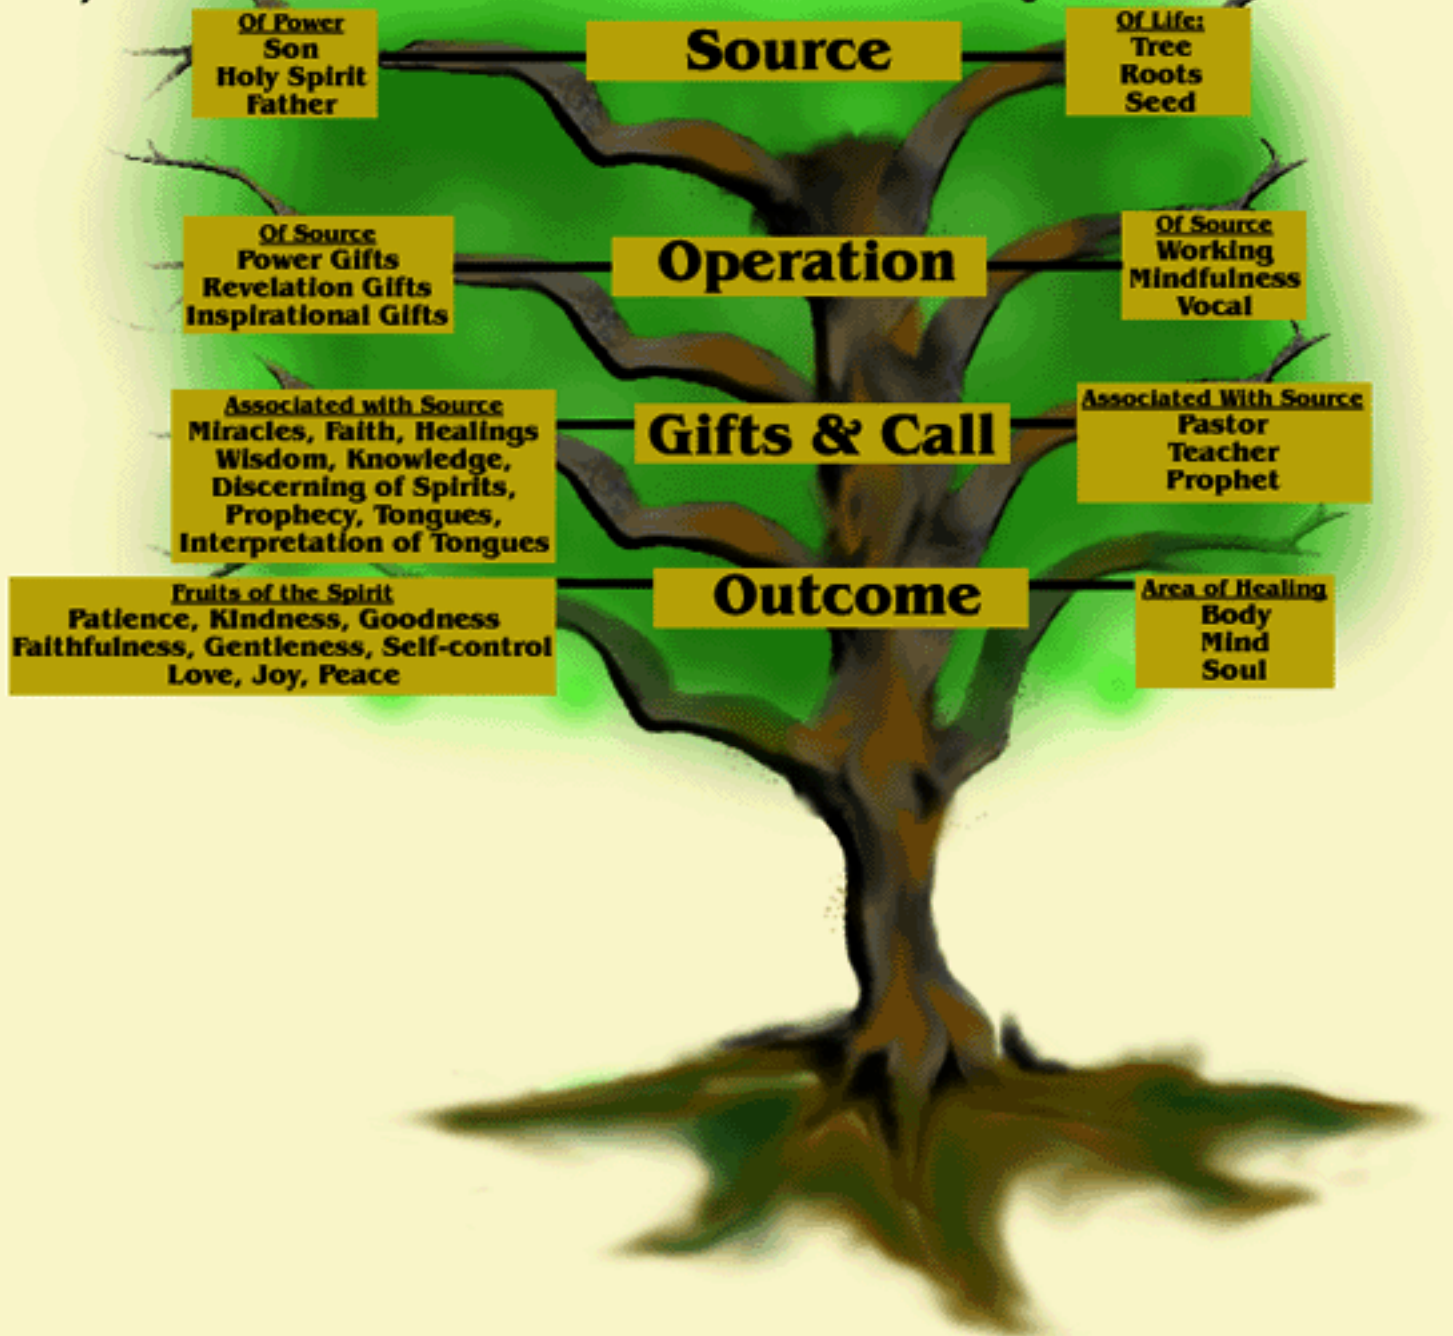 Of Power
Son
Holy Spirit
Father
Source
Of Life:
Tree
Roots
Seed
Of Source
Power Gifts
Revelation Gifts
Inspirational Gifts
Operation
Of Source
Working
Mindfulness
Vocal
Associated with Source
Miracles, Faith, Healings
Wisdom, Knowledge,
Discerning of Spirits,
Prophecy, Tongues,
Interpretation of Tongues
Gifts & Call
Associated With Source
Pastor
Teacher
Prophet
Fruits of the Spirit
Patience, KIndness, Goodness
Faithfulness, Gentleness, Self-control
Love, Joy, Peace
Outcome
Area of Healing
Body
Mind
Soul